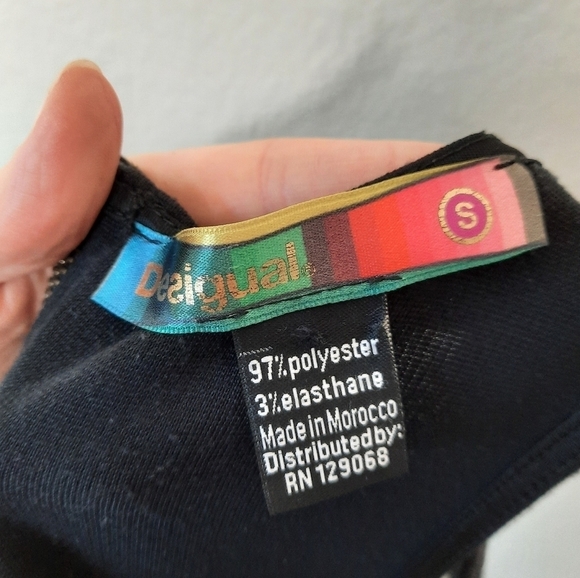 Desigual
S
97% polyester
3% elasthane
Made in Morocco
Distributed by:
RN 129068